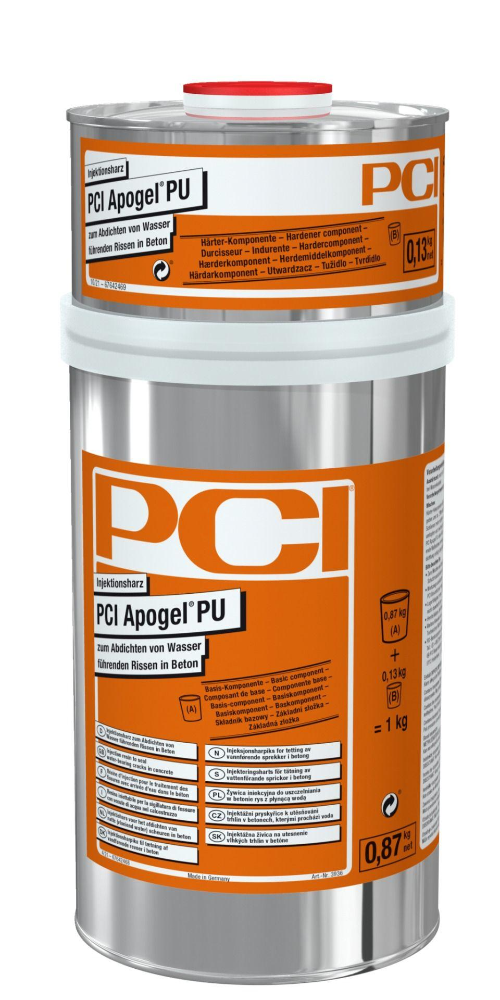 Injektionsharz
PCI Apogel® PU
zum Abdichten von Wasser
führenden Rissen in Beton
PCI
Härter-Komponente – Hardener component –
Durcisseur – Indurente – Hardercomponent –
Hærderkomponent – Herdemiddelkomponent –
Härdarkomponent – Utwardzacz – Tužidlo – Tvrdidlo
(B)
0,13 kg net
®
10/21 – 67642469
PCI®
Injektionsharz
PCI Apogel® PU
zum Abdichten von Wasser
führenden Rissen in Beton
(A)
Basis-Komponente – Basic component –
Composant de base – Componente base –
Basis-component – Basiskomponent –
Basiskomponent – Baskomponent –
Składnik bazowy – Základní složka –
Základná zložka
D Injektionsharz zum Abdichten von
Wasser führenden Rissen in Beton
GB Injection resin to seal
water-bearing cracks in concrete
F Résine d'injection pour le traitement des
fissures avec arrivée d'eau dans le béton
I Resina iniettabile per la sigillatura di fessure
con venute di acqua nel calcestruzzo
NL Injektiehars voor het afdichten van
natte (vloeiend water) scheuren in beton
DK Injektionsharpiks til tætning af
vandførende revner i beton
N Injeksjonsharpiks for tetting av
vannførende sprekker i betong
S Injekteringsharts för tätning av
vattenförande sprickor i betong
PL Żywica iniekcyjna do uszczelniania
w betonie rys z płynącą wodą
CZ Injektážní pryskyřice k utěsňování
trhlin v betonech, kterými prochází voda
SK Injektážna živica na utesnenie
vlhkých trhlin v betóne
4/21 – 67642468
Made in Germany
Art.-Nr. 3936
0,87 kg
(A)
+
0,13 kg
(B)
= 1 kg
®
0,87 kg net